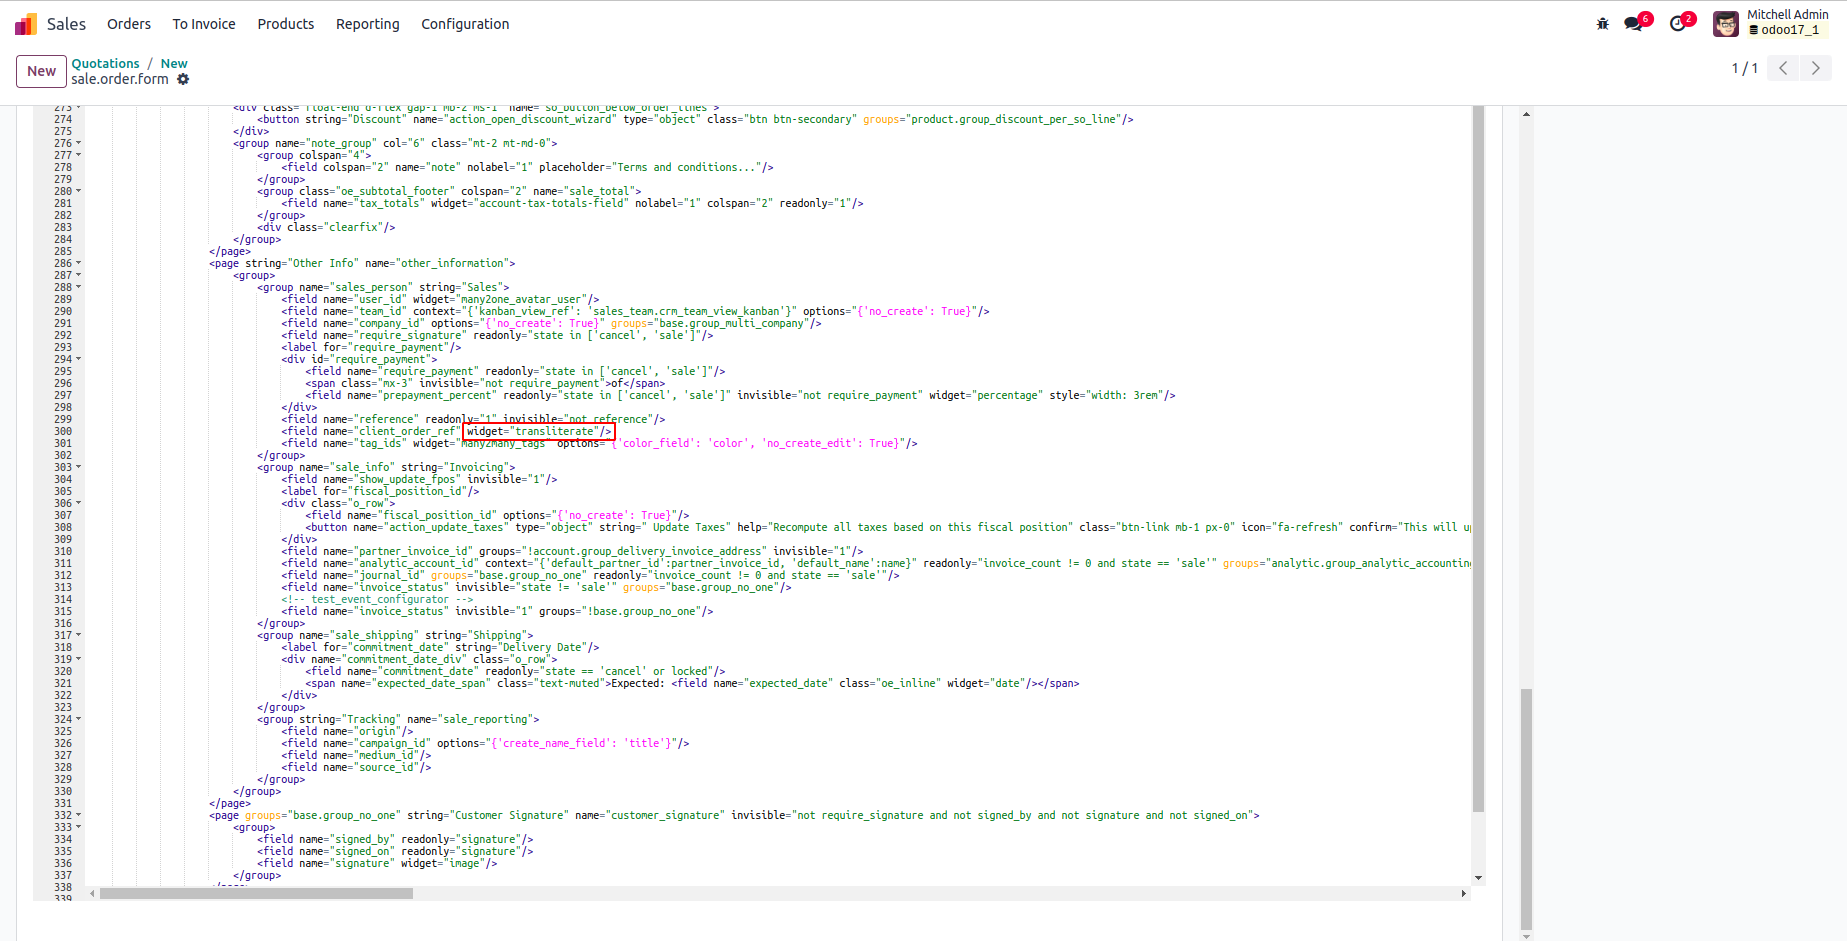 Sales Orders To Invoice Products Reporting Configuration 6 2 Mitchell Admin
odoo17_1
New Quotations / New 1 / 1
sale.order.form
273 <div class="float-end d-flex gap-1 mb-2 ms-1" name="so_button_below_order_lines">
274 <button string="Discount" name="action_open_discount_wizard" type="object" class="btn btn-secondary" groups="product.group_discount_per_so_line"/>
275 </div>
276 <group name="note_group" col="6" class="mt-2 mt-md-0">
277 <group colspan="4">
278 <field colspan="2" name="note" nolabel="1" placeholder="Terms and conditions..."/>
279 </group>
280 <group class="oe_subtotal_footer" colspan="2" name="sale_total">
281 <field name="tax_totals" widget="account-tax-totals-field" nolabel="1" colspan="2" readonly="1"/>
282 </group>
283 <div class="clearfix"/>
284 </group>
285 </page>
286 <page string="Other Info" name="other_information">
287 <group>
288 <group name="sales_person" string="Sales">
289 <field name="user_id" widget="many2one_avatar_user"/>
290 <field name="team_id" context="{'kanban_view_ref': 'sales_team.crm_team_view_kanban'}" options="{'no_create': True}"/>
291 <field name="company_id" options="{'no_create': True}" groups="base.group_multi_company"/>
292 <field name="require_signature" readonly="state in ['cancel', 'sale']"/>
293 <label for="require_payment"/>
294 <div id="require_payment">
295 <field name="require_payment" readonly="state in ['cancel', 'sale']"/>
296 <span class="mx-3" invisible="not require_payment">of</span>
297 <field name="prepayment_percent" readonly="state in ['cancel', 'sale']" invisible="not require_payment" widget="percentage" style="width: 3rem"/>
298 </div>
299 <field name="reference" readonly="1" invisible="not reference"/>
300 <field name="client_order_ref" widget="transliterate"/>
301 <field name="tag_ids" widget="many2many_tags" options="{'color_field': 'color', 'no_create_edit': True}"/>
302 </group>
303 <group name="sale_info" string="Invoicing">
304 <field name="show_update_fpos" invisible="1"/>
305 <label for="fiscal_position_id"/>
306 <div class="o_row">
307 <field name="fiscal_position_id" options="{'no_create': True}"/>
308 <button name="action_update_taxes" type="object" string=" Update Taxes" help="Recompute all taxes based on this fiscal position" class="btn-link mb-1 px-0" icon="fa-refresh" confirm="This will u
309 </div>
310 <field name="partner_invoice_id" groups="!account.group_delivery_invoice_address" invisible="1"/>
311 <field name="analytic_account_id" context="{'default_partner_id':partner_invoice_id, 'default_name':name}" readonly="invoice_count != 0 and state == 'sale'" groups="analytic.group_analytic_accounting
312 <field name="journal_id" groups="base.group_no_one" readonly="invoice_count != 0 and state == 'sale'"/>
313 <field name="invoice_status" invisible="state != 'sale'" groups="base.group_no_one"/>
314 <!-- test_event_configurator -->
315 <field name="invoice_status" invisible="1" groups="!base.group_no_one"/>
316 </group>
317 <group name="sale_shipping" string="Shipping">
318 <label for="commitment_date" string="Delivery Date"/>
319 <div name="commitment_date_div" class="o_row">
320 <field name="commitment_date" readonly="state == 'cancel' or locked"/>
321 <span name="expected_date_span" class="text-muted">Expected: <field name="expected_date" class="oe_inline" widget="date"/></span>
322 </div>
323 </group>
324 <group string="Tracking" name="sale_reporting">
325 <field name="origin"/>
326 <field name="campaign_id" options="{'create_name_field': 'title'}"/>
327 <field name="medium_id"/>
328 <field name="source_id"/>
329 </group>
330 </group>
331 </page>
332 <page groups="base.group_no_one" string="Customer Signature" name="customer_signature" invisible="not require_signature and not signed_by and not signature and not signed_on">
333 <group>
334 <field name="signed_by" readonly="signature"/>
335 <field name="signed_on" readonly="signature"/>
336 <field name="signature" widget="image"/>
337 </group>
338 </page>
339